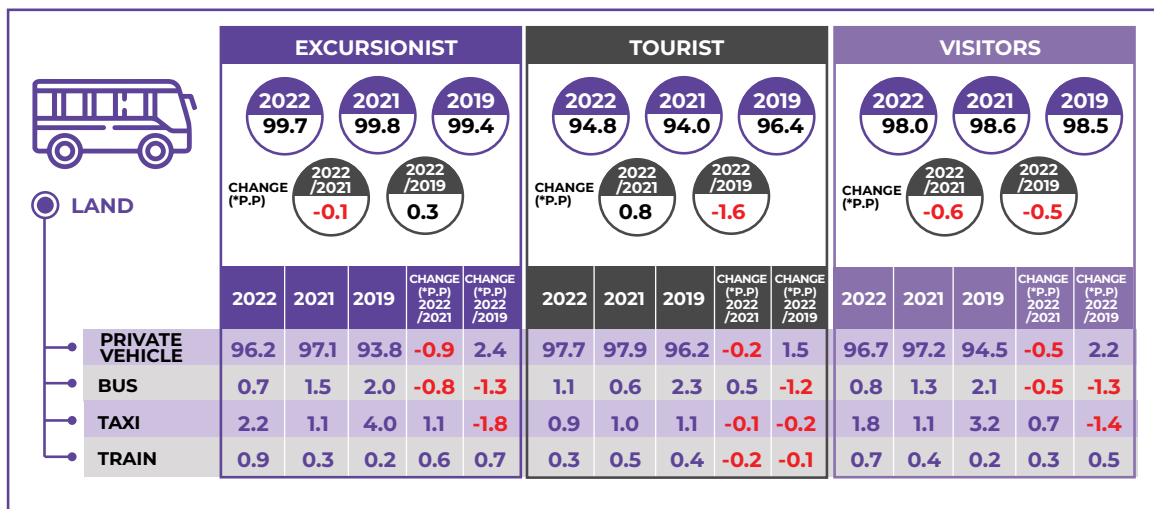 EXCURSIONIST TOURIST VISITORS
2022 2021 2019 2022 2021 2019 2022 2021 2019
99.7 99.8 99.4 94.8 94.0 96.4 98.0 98.6 98.5
CHANGE (*P.P) 2022/2021 2022/2019 CHANGE (*P.P) 2022/2021 2022/2019 CHANGE (*P.P) 2022/2021 2022/2019
-0.1 0.3 0.8 -1.6 -0.6 -0.5
LAND
2022 2021 2019 CHANGE (*P.P) 2022/2021 CHANGE (*P.P) 2022/2019 2022 2021 2019 CHANGE (*P.P) 2022/2021 CHANGE (*P.P) 2022/2019 2022 2021 2019 CHANGE (*P.P) 2022/2021 CHANGE (*P.P) 2022/2019
PRIVATE VEHICLE 96.2 97.1 93.8 -0.9 2.4 97.7 97.9 96.2 -0.2 1.5 96.7 97.2 94.5 -0.5 2.2
BUS 0.7 1.5 2.0 -0.8 -1.3 1.1 0.6 2.3 0.5 -1.2 0.8 1.3 2.1 -0.5 -1.3
TAXI 2.2 1.1 4.0 1.1 -1.8 0.9 1.0 1.1 -0.1 -0.2 1.8 1.1 3.2 0.7 -1.4
TRAIN 0.9 0.3 0.2 0.6 0.7 0.3 0.5 0.4 -0.2 -0.1 0.7 0.4 0.2 0.3 0.5